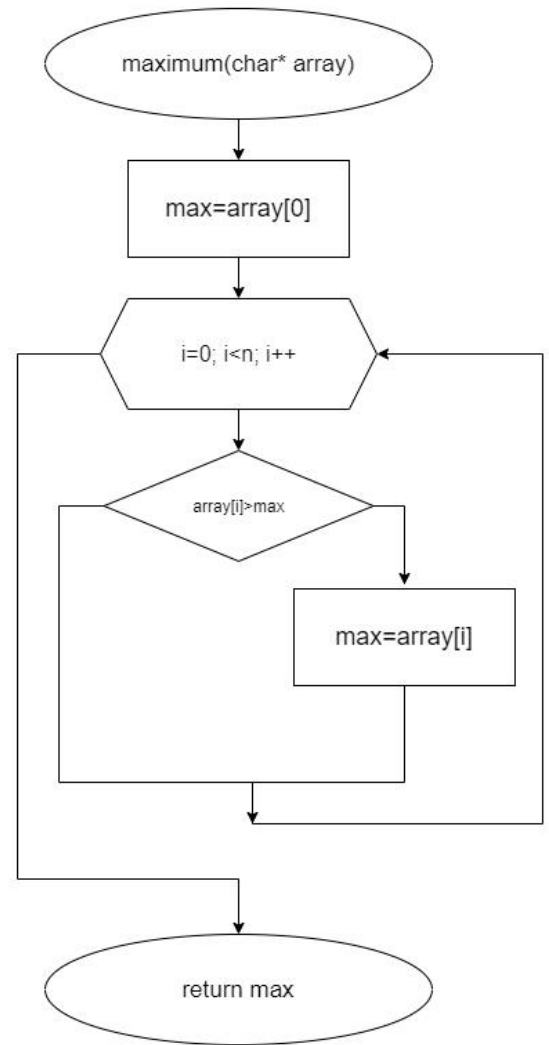 maximum(char* array)
max=array[0]
i=0; i<n; i++
array[i]>max
max=array[i]
return max